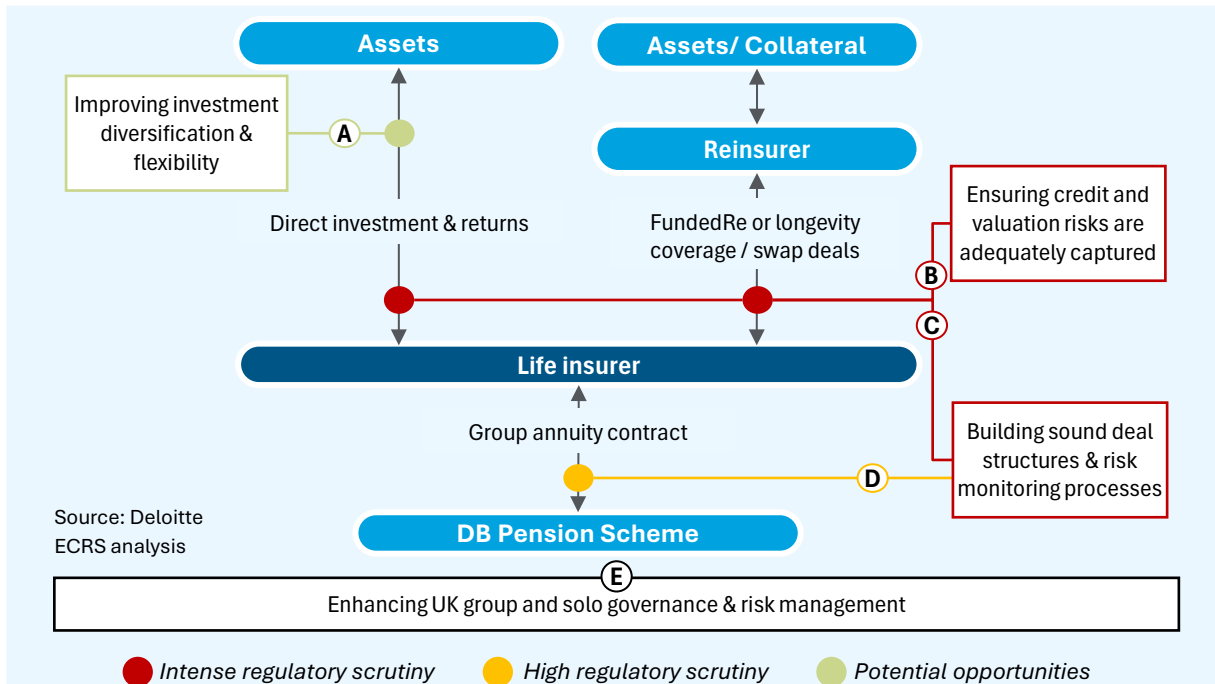 Assets
Assets/ Collateral
Improving investment
diversification &
flexibility
A
Reinsurer
Direct investment & returns
FundedRe or longevity
coverage / swap deals
Ensuring credit and
valuation risks are
adequately captured
B
C
Life insurer
Group annuity contract
Building sound deal
structures & risk
monitoring processes
D
Source: Deloitte
ECRS analysis
DB Pension Scheme
E
Enhancing UK group and solo governance & risk management
Intense regulatory scrutiny
High regulatory scrutiny
Potential opportunities